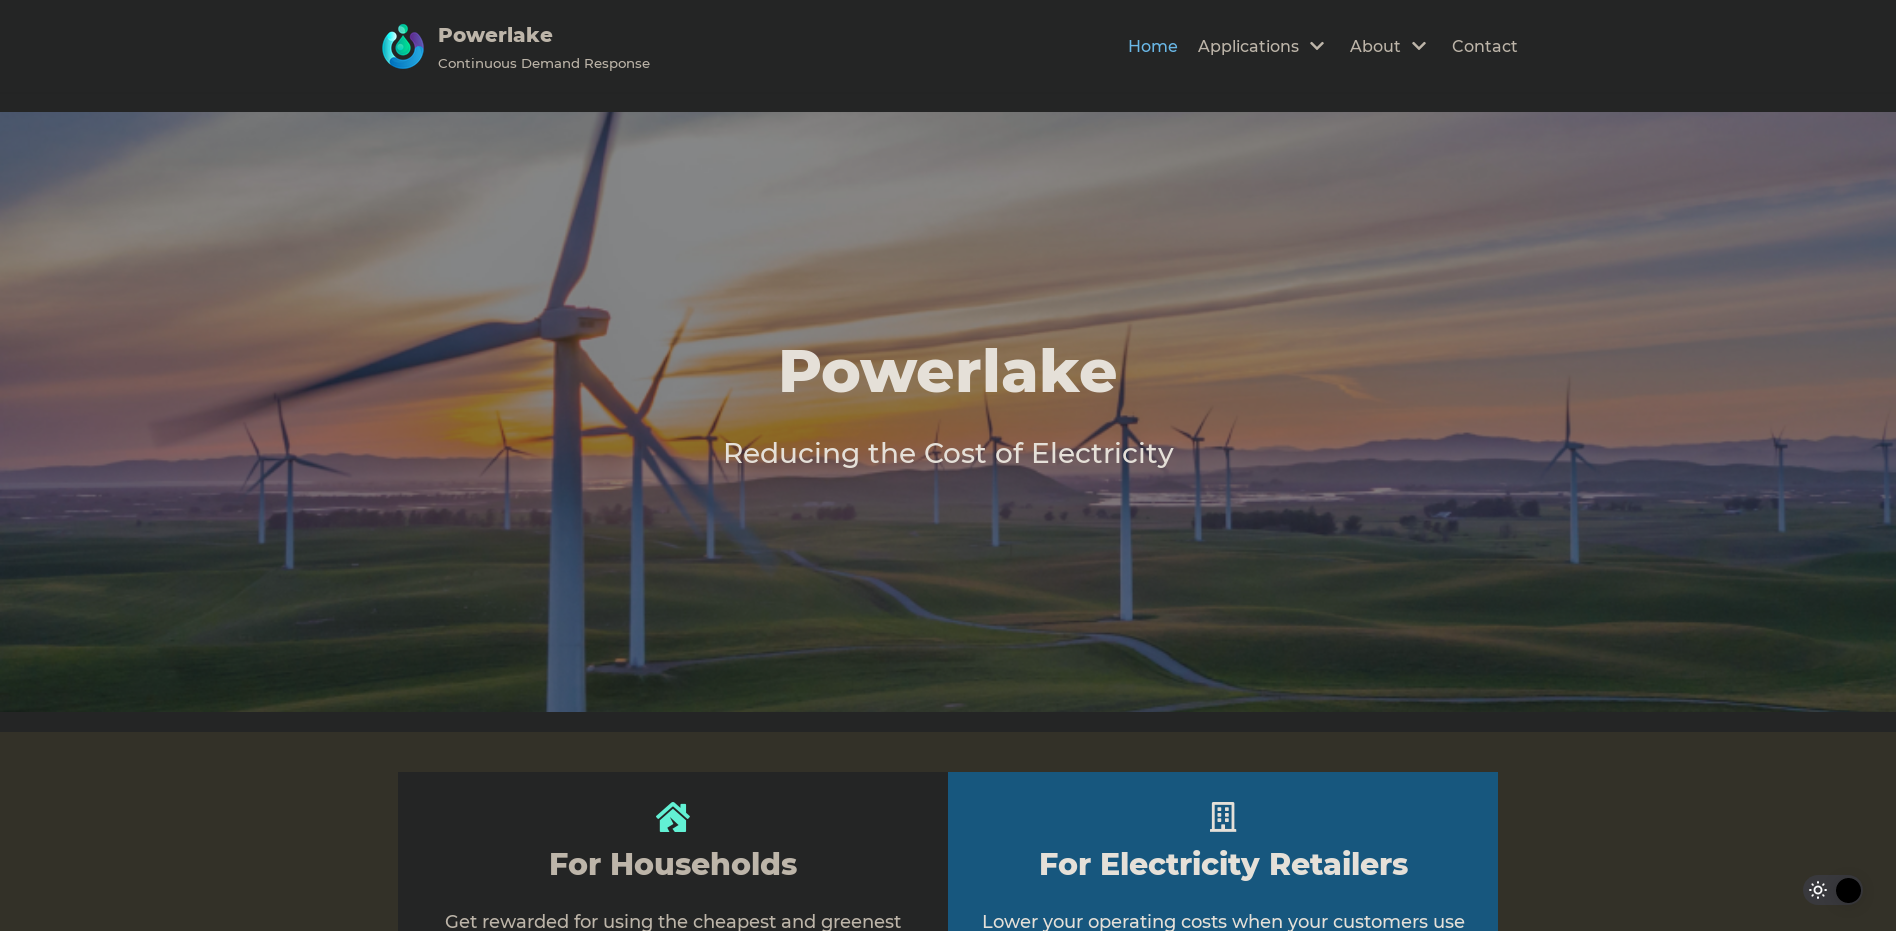 Powerlake
Continuous Demand Response
Home Applications About Contact
Powerlake
Reducing the Cost of Electricity
For Households
Get rewarded for using the cheapest and greenest
For Electricity Retailers
Lower your operating costs when your customers use